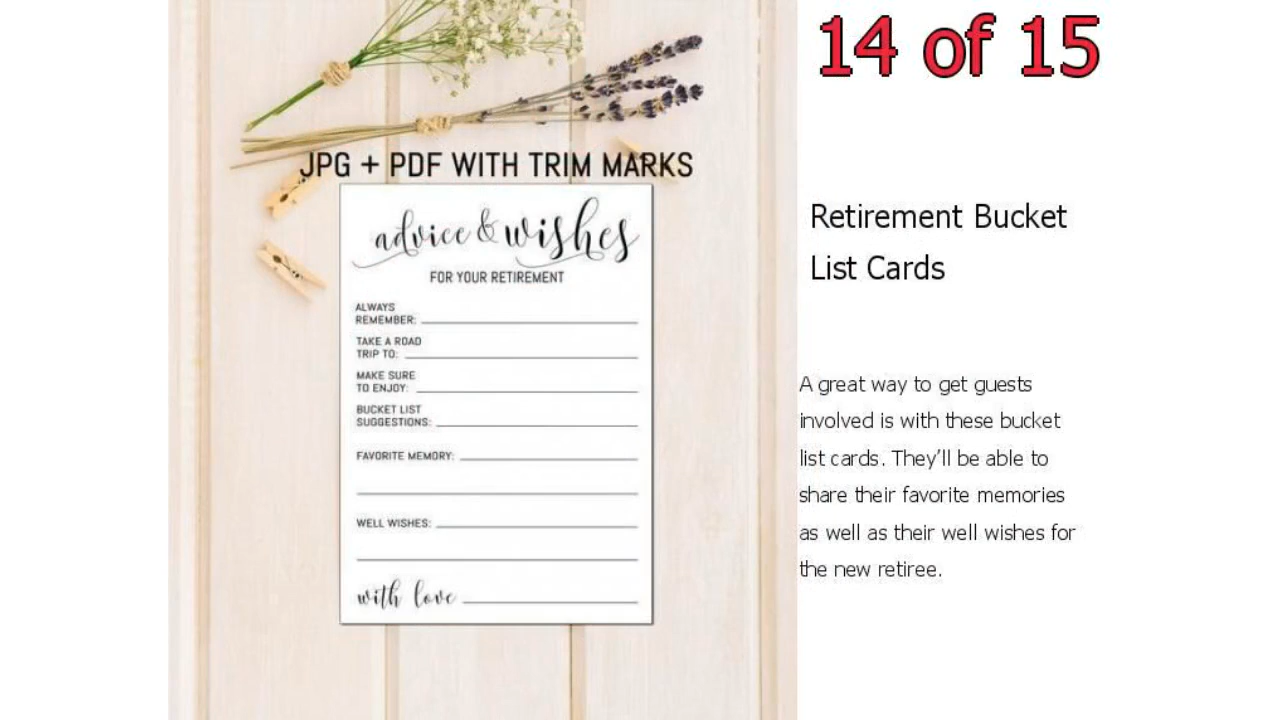 14 of 15
JPG + PDF WITH TRIM MARKS
advice & wishes
FOR YOUR RETIREMENT
ALWAYS
REMEMBER:
TAKE A ROAD
TRIP TO:
MAKE SURE
TO ENJOY:
BUCKET LIST
SUGGESTIONS:
FAVORITE MEMORY:
WELL WISHES:
with love
Retirement Bucket
List Cards
A great way to get guests
involved is with these bucket
list cards. They'll be able to
share their favorite memories
as well as their well wishes for
the new retiree.